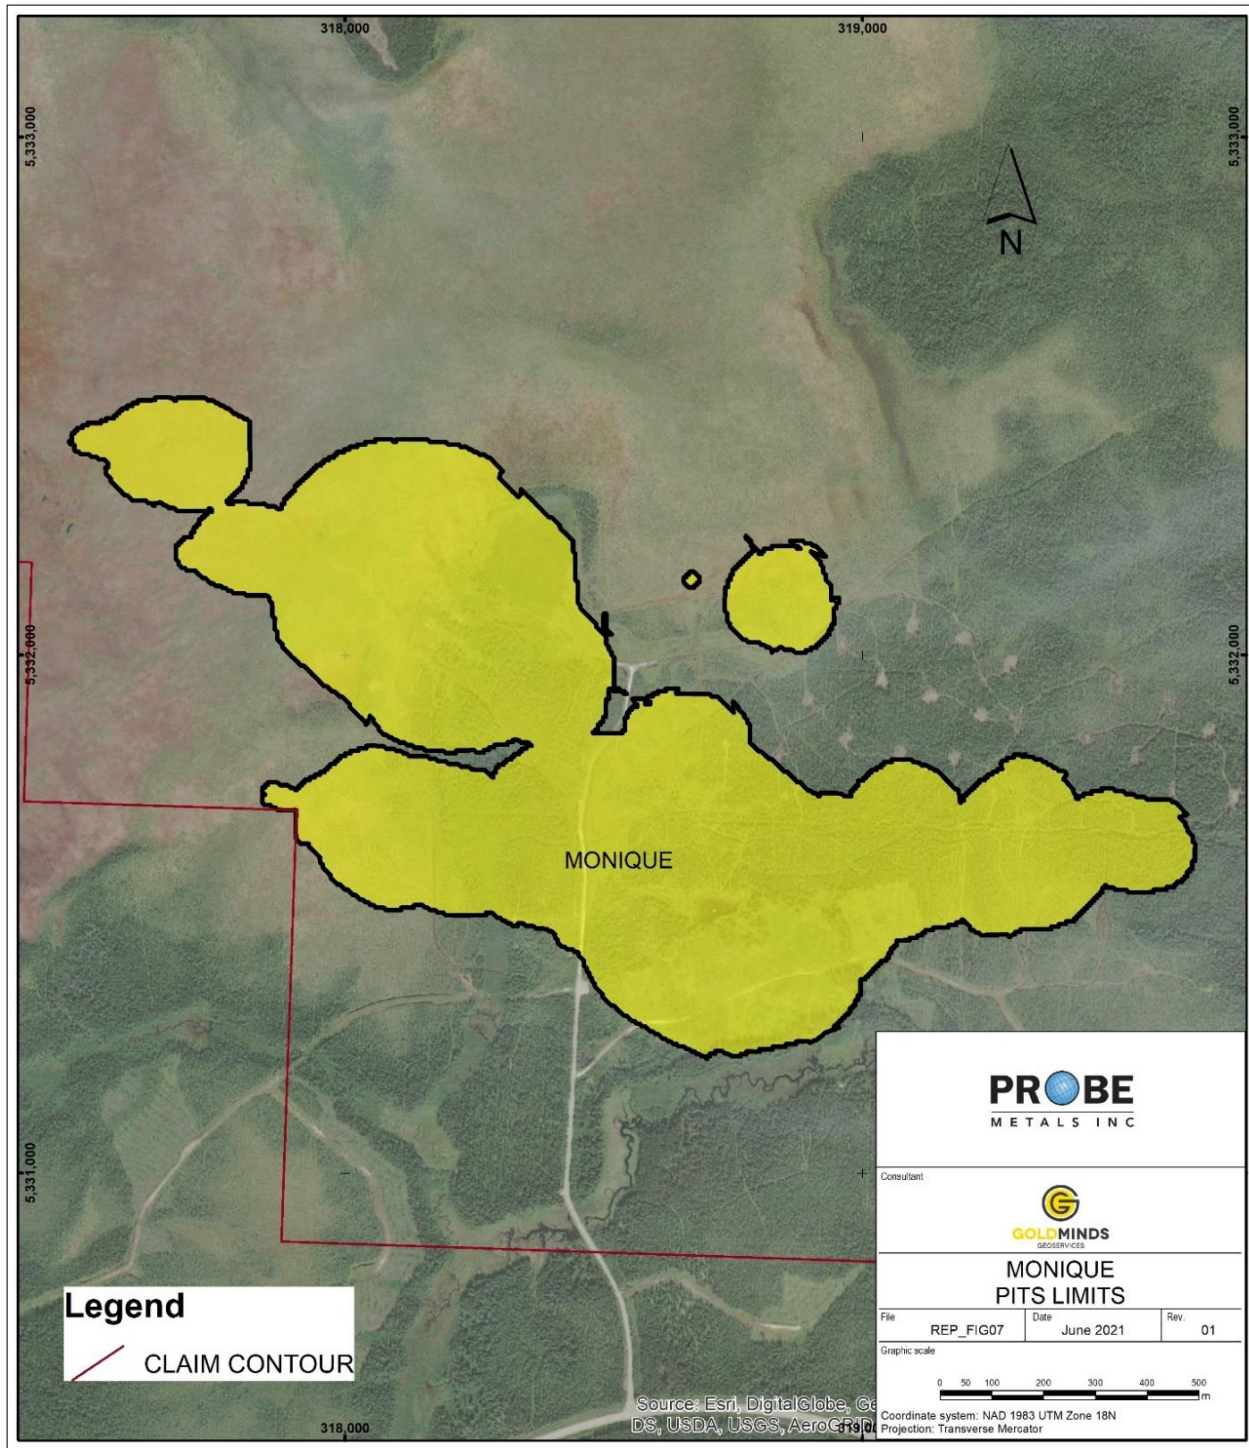 318,000
319,000
5,333,000
5,333,000
N
5,332,000
5,332,000
MONIQUE
5,331,000
PROBE
METALS INC
Consultant
GOLDMINDS
GEOSERVICES
MONIQUE
PITS LIMITS
File
REP_FIG07
Date
June 2021
Rev.
01
Graphic scale
0 50 100 200 300 400 500
m
Coordinate system: NAD 1983 UTM Zone 18N
Projection: Transverse Mercator
Legend
CLAIM CONTOUR
Source: Esri, DigitalGlobe, Ge
DS, USDA, USGS, AeroGRID
318,000
319,0